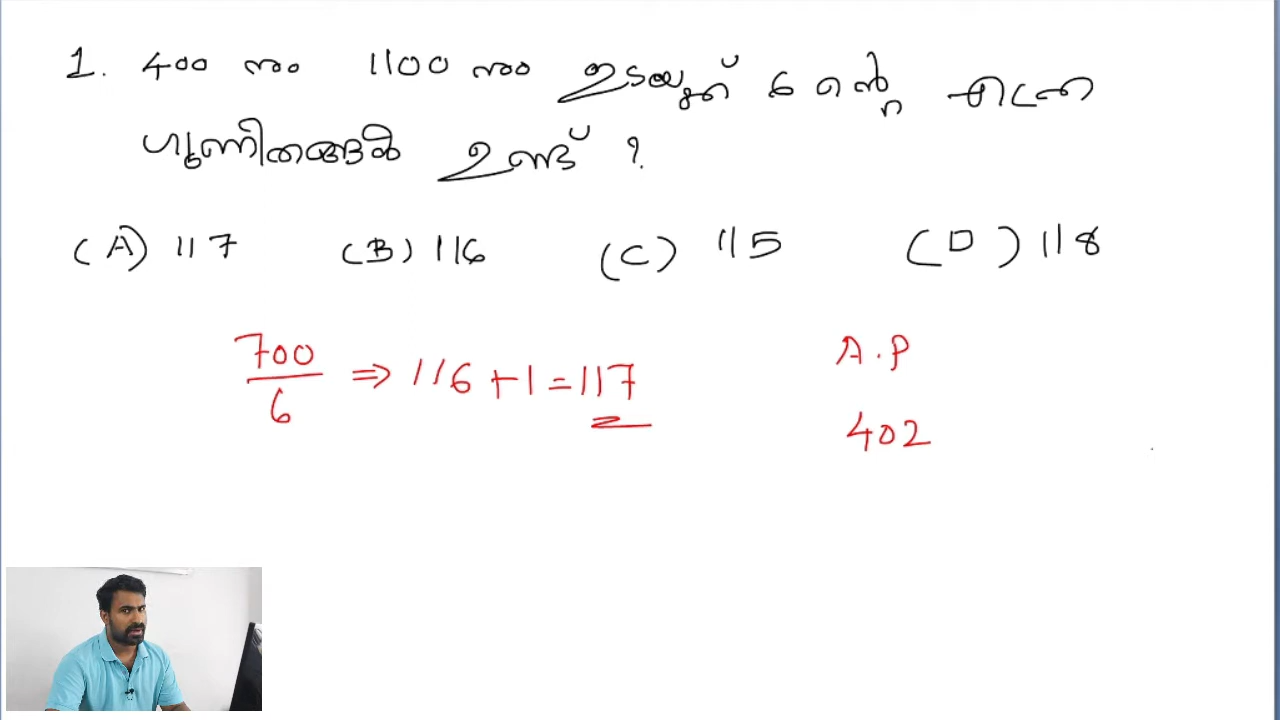 1. 400 നും 1100 നും ഇടയ്ക്ക് 6 ന്റെ എത്ര
ഗുണിതങ്ങൾ ഉണ്ട് ?
(A) 117 (B) 116 (C) 115 (D) 118
700/6 ⇒ 116 + 1 = 117
A.P
402